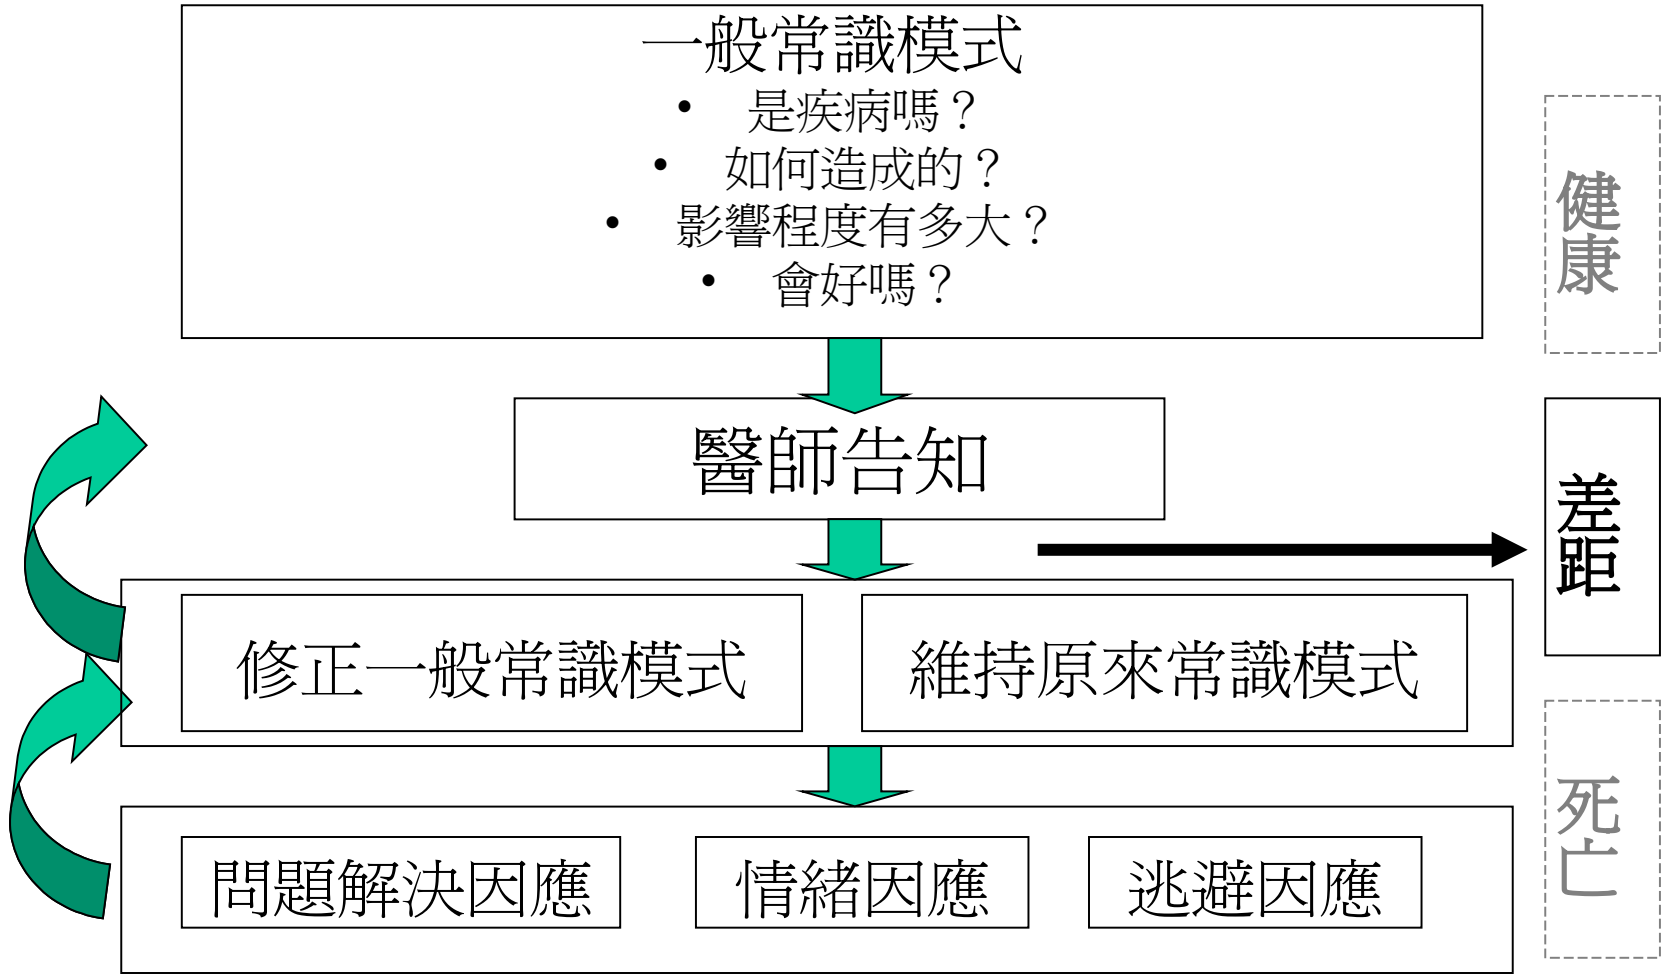 一般常識模式
• 是疾病嗎？
• 如何造成的？
• 影響程度有多大？
• 會好嗎？
健康
醫師告知
差距
修正一般常識模式
維持原來常識模式
死亡
問題解決因應
情緒因應
逃避因應